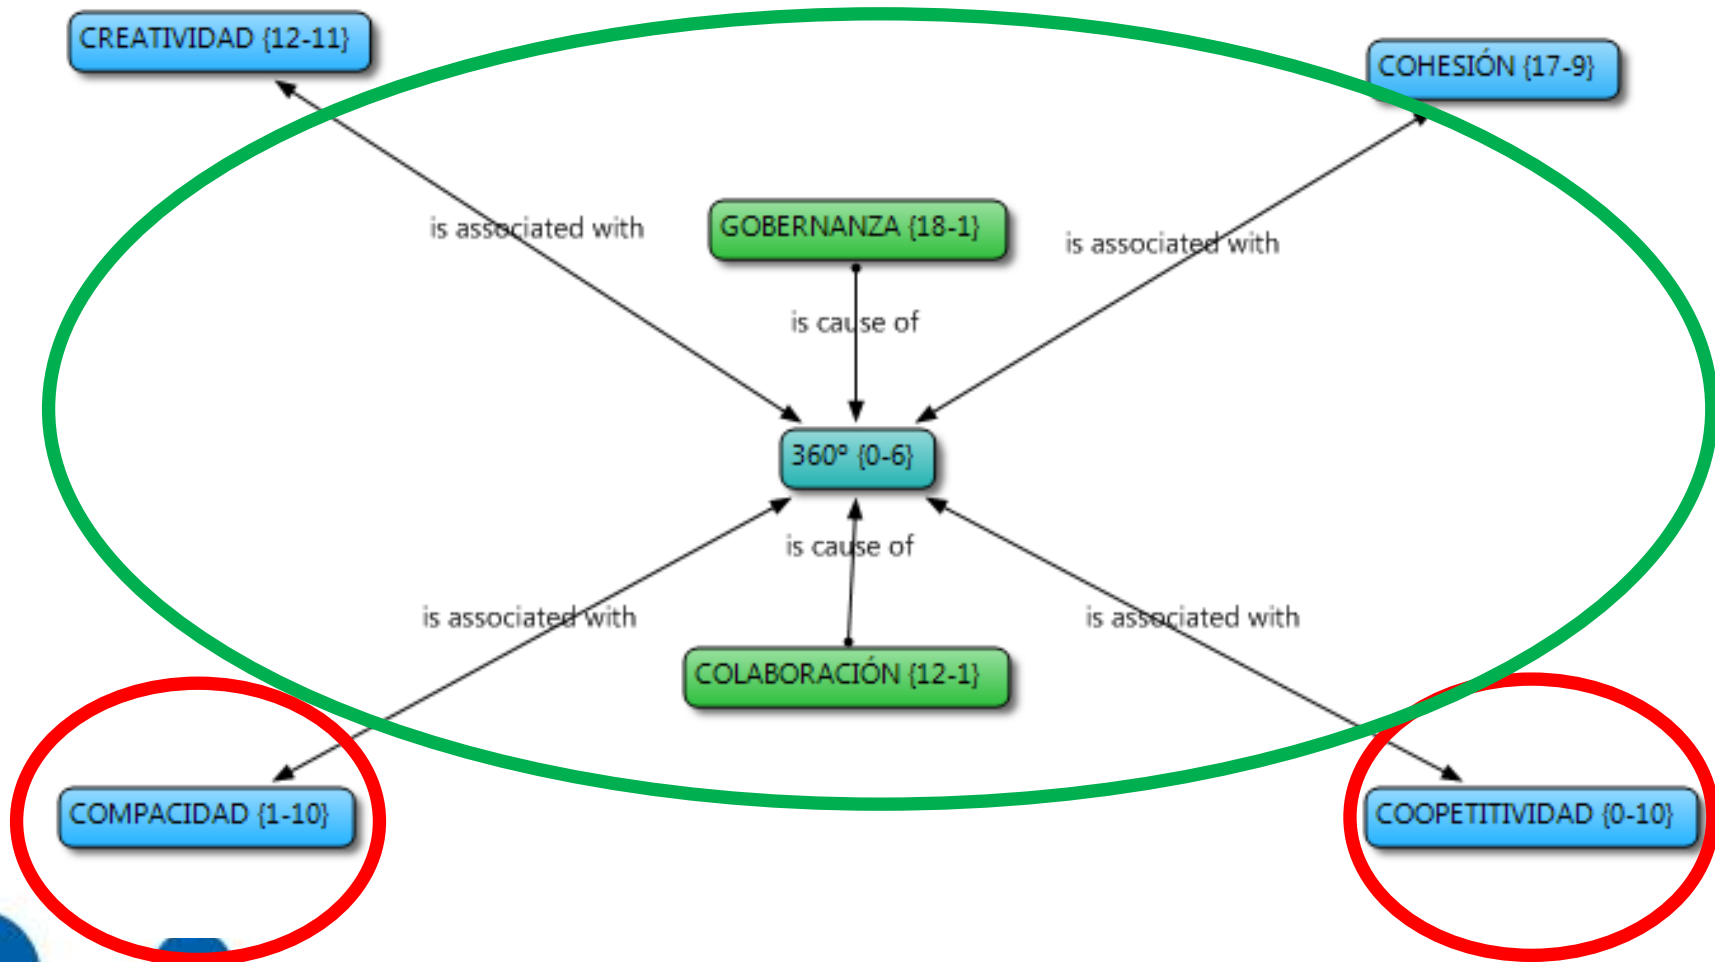 CREATIVIDAD {12-11}
COHESIÓN {17-9}
is associated with
GOBERNANZA {18-1}
is associated with
is cause of
360º {0-6}
is cause of
is associated with
is associated with
COLABORACIÓN {12-1}
COMPACIDAD {1-10}
COOPETITIVIDAD {0-10}